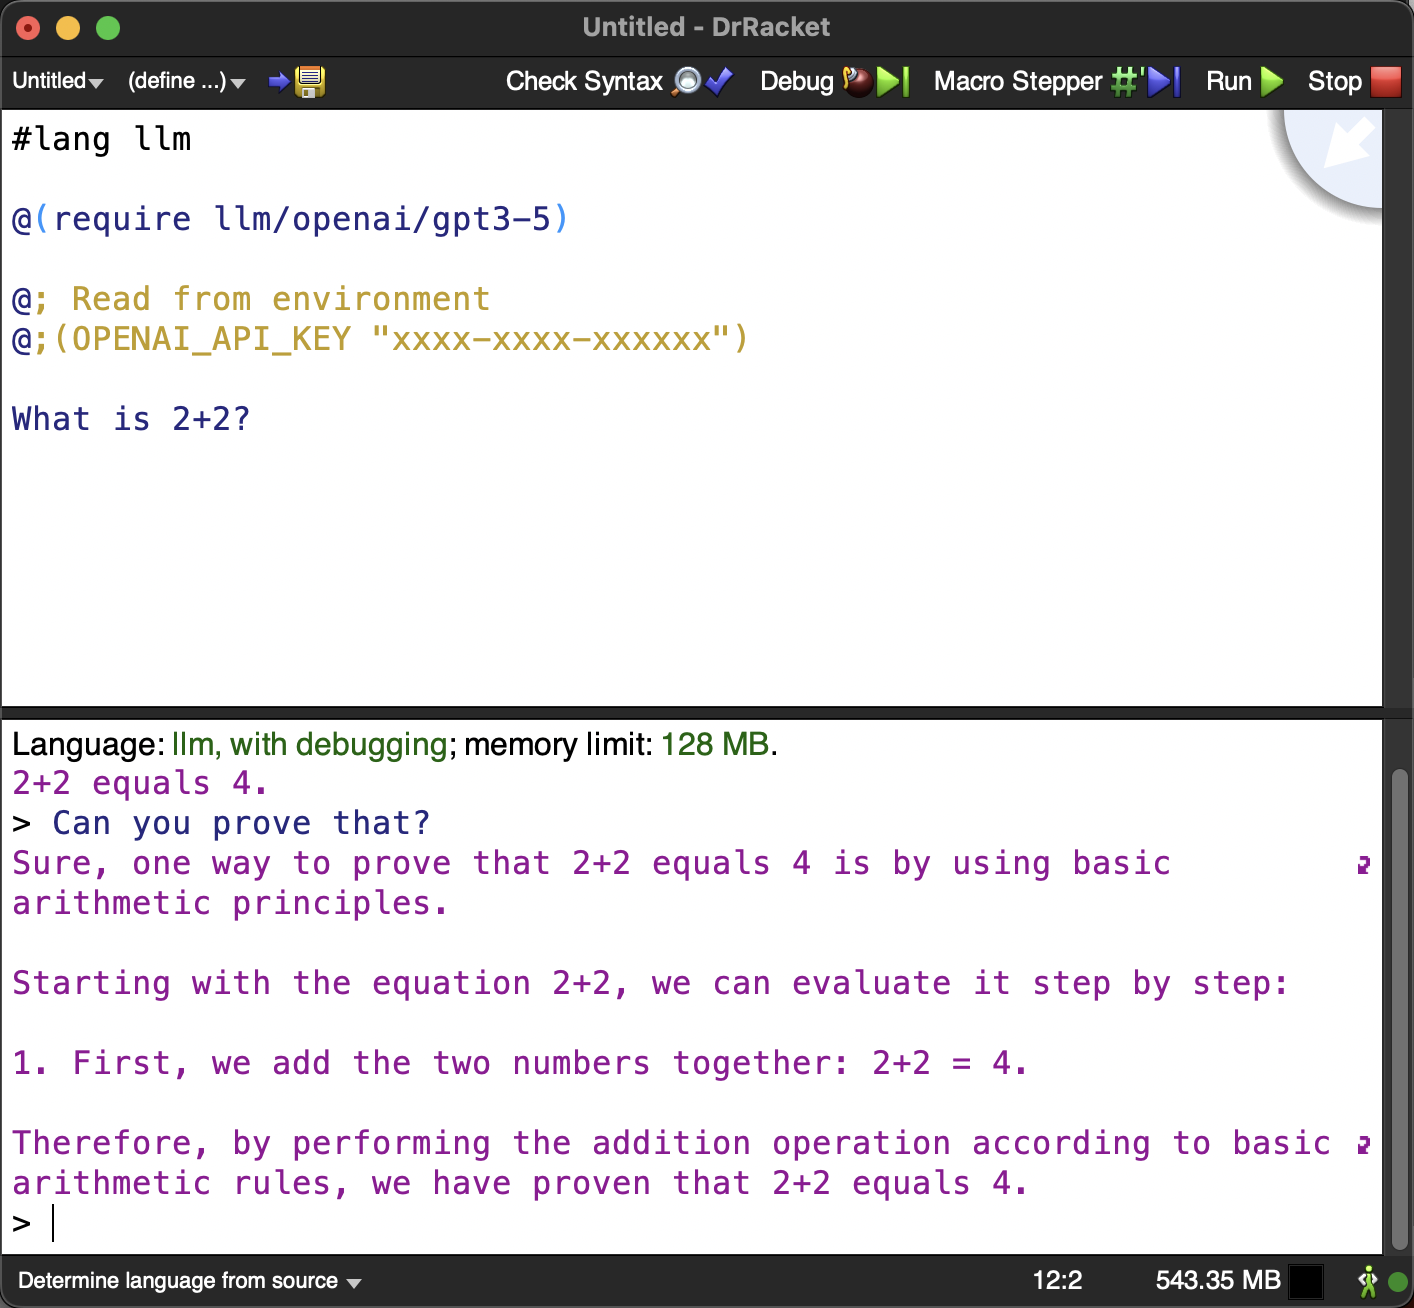 Untitled - DrRacket
Untitled (define ...) Check Syntax Debug Macro Stepper #' Run Stop
#lang llm
@(require llm/openai/gpt3-5)
@; Read from environment
@;(OPENAI_API_KEY "xxxx-xxxx-xxxxxx")
What is 2+2?
Language: llm, with debugging; memory limit: 128 MB.
2+2 equals 4.
> Can you prove that?
Sure, one way to prove that 2+2 equals 4 is by using basic
arithmetic principles.
Starting with the equation 2+2, we can evaluate it step by step:
1. First, we add the two numbers together: 2+2 = 4.
Therefore, by performing the addition operation according to basic
arithmetic rules, we have proven that 2+2 equals 4.
>
Determine language from source 12:2 543.35 MB